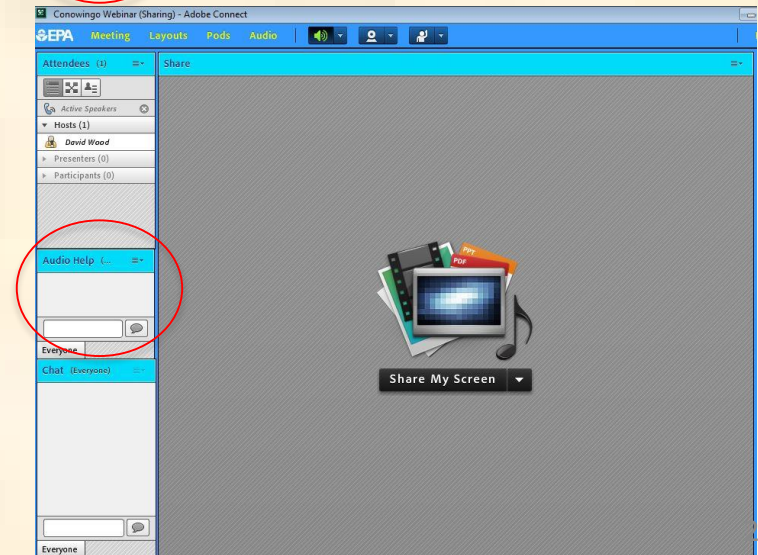 Conowingo Webinar (Sharing) - Adobe Connect
EPA Meeting Layouts Pods Audio
Attendees (1)
Active Speakers
Hosts (1)
David Wood
Presenters (0)
Participants (0)
Audio Help (...
Everyone
Chat (Everyone)
Everyone
Share
PPT
PDF
Share My Screen